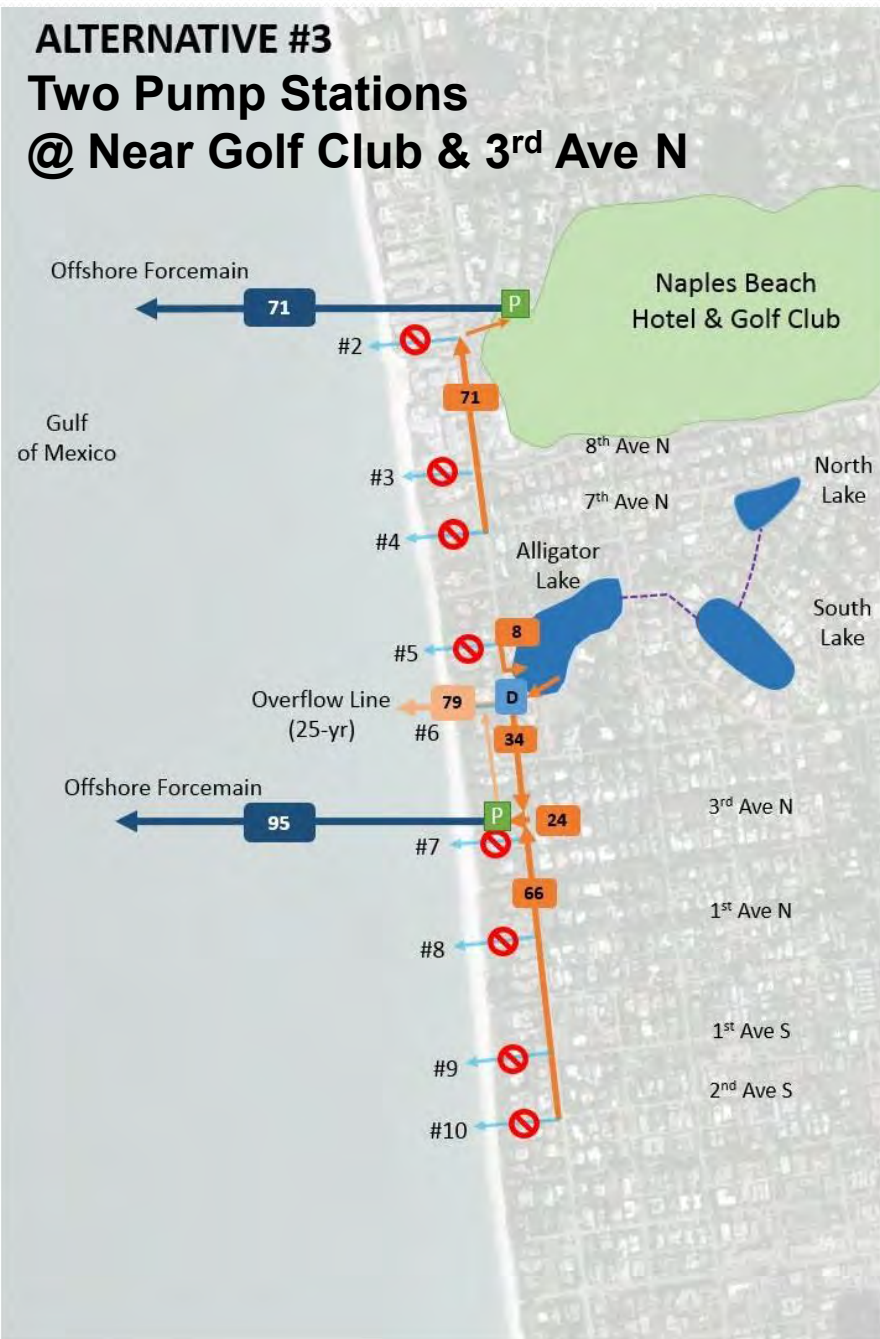 ALTERNATIVE #3
Two Pump Stations
@ Near Golf Club & 3rd Ave N
Offshore Forcemain
71
P
Naples Beach
Hotel & Golf Club
#2
71
Gulf
of Mexico
8th Ave N
North
Lake
#3
7th Ave N
#4
Alligator
Lake
South
Lake
8
#5
Overflow Line
(25-yr)
79
D
#6
34
Offshore Forcemain
95
P
24
3rd Ave N
#7
66
1st Ave N
#8
1st Ave S
#9
2nd Ave S
#10